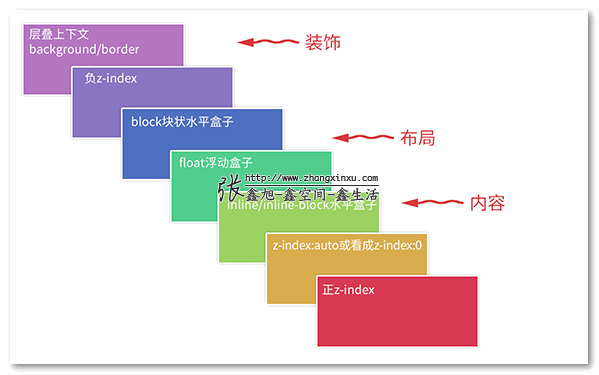 层叠上下文
background/border
装饰
负z-index
block块状水平盒子
布局
float浮动盒子
张
http://www.zhangxinxu.com
鑫旭-鑫空间-鑫生活
inline/inline-block水平盒子
内容
z-index:auto或看成z-index:0
正z-index